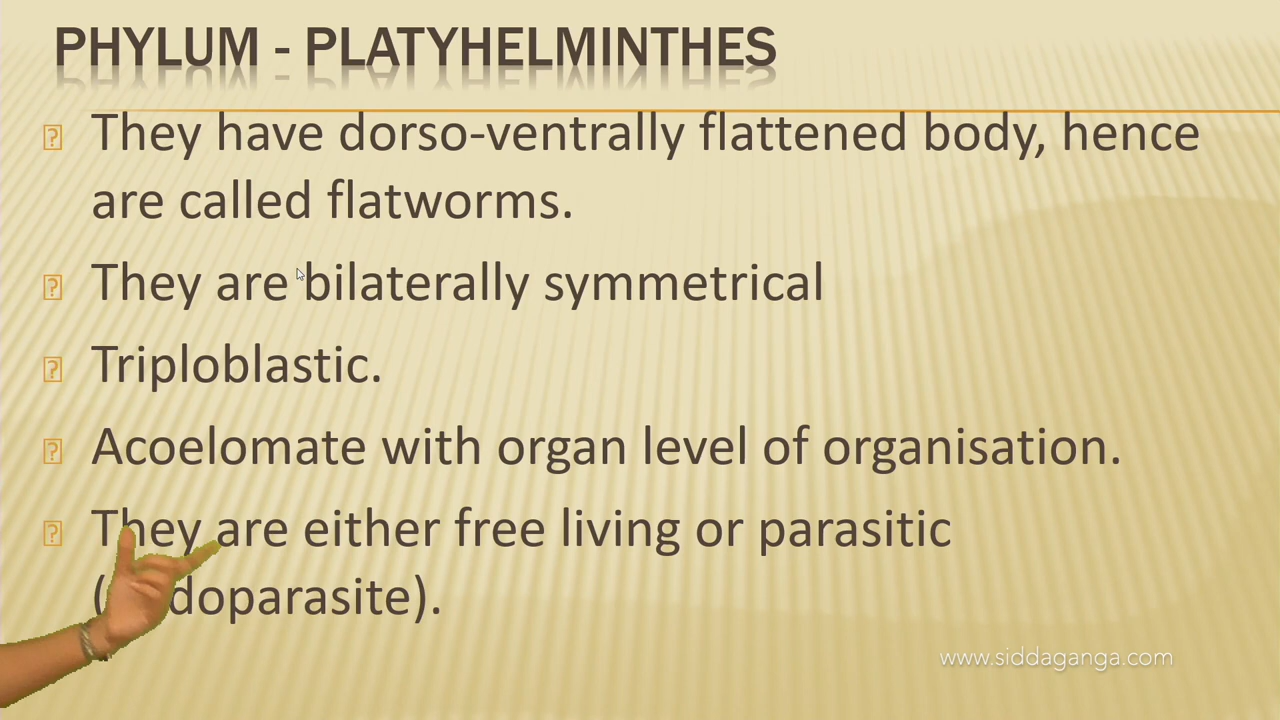 PHYLUM - PLATYHELMINTHES
They have dorso-ventrally flattened body, hence
are called flatworms.
They are bilaterally symmetrical
Triploblastic.
Acoelomate with organ level of organisation.
They are either free living or parasitic
(doparasite).
www.siddaganga.com